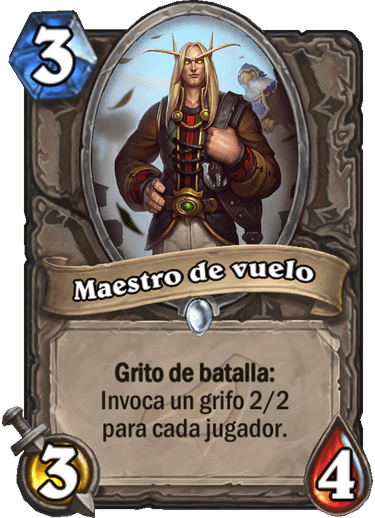 3
Maestro de vuelo
Grito de batalla:
Invoca un grifo 2/2
para cada jugador.
3
4